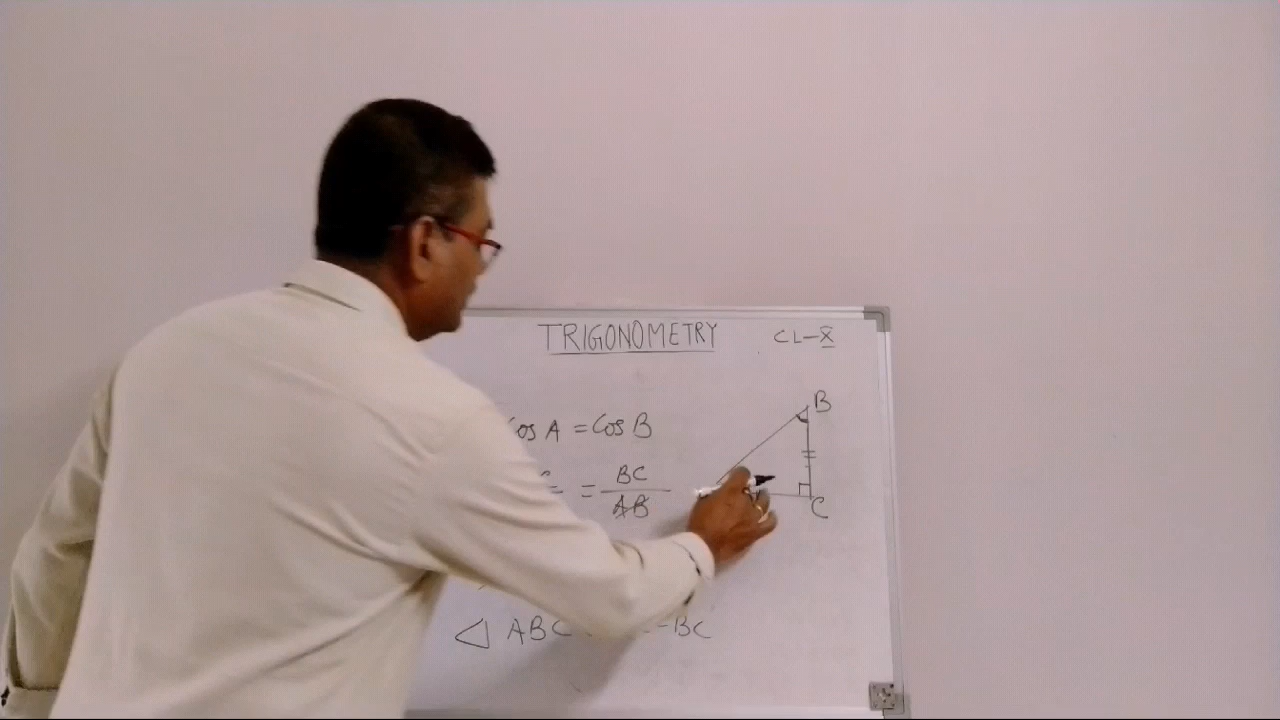 TRIGONOMETRY CL-X
Cos A = Cos B
B
= BC
AB
C
ABC BC